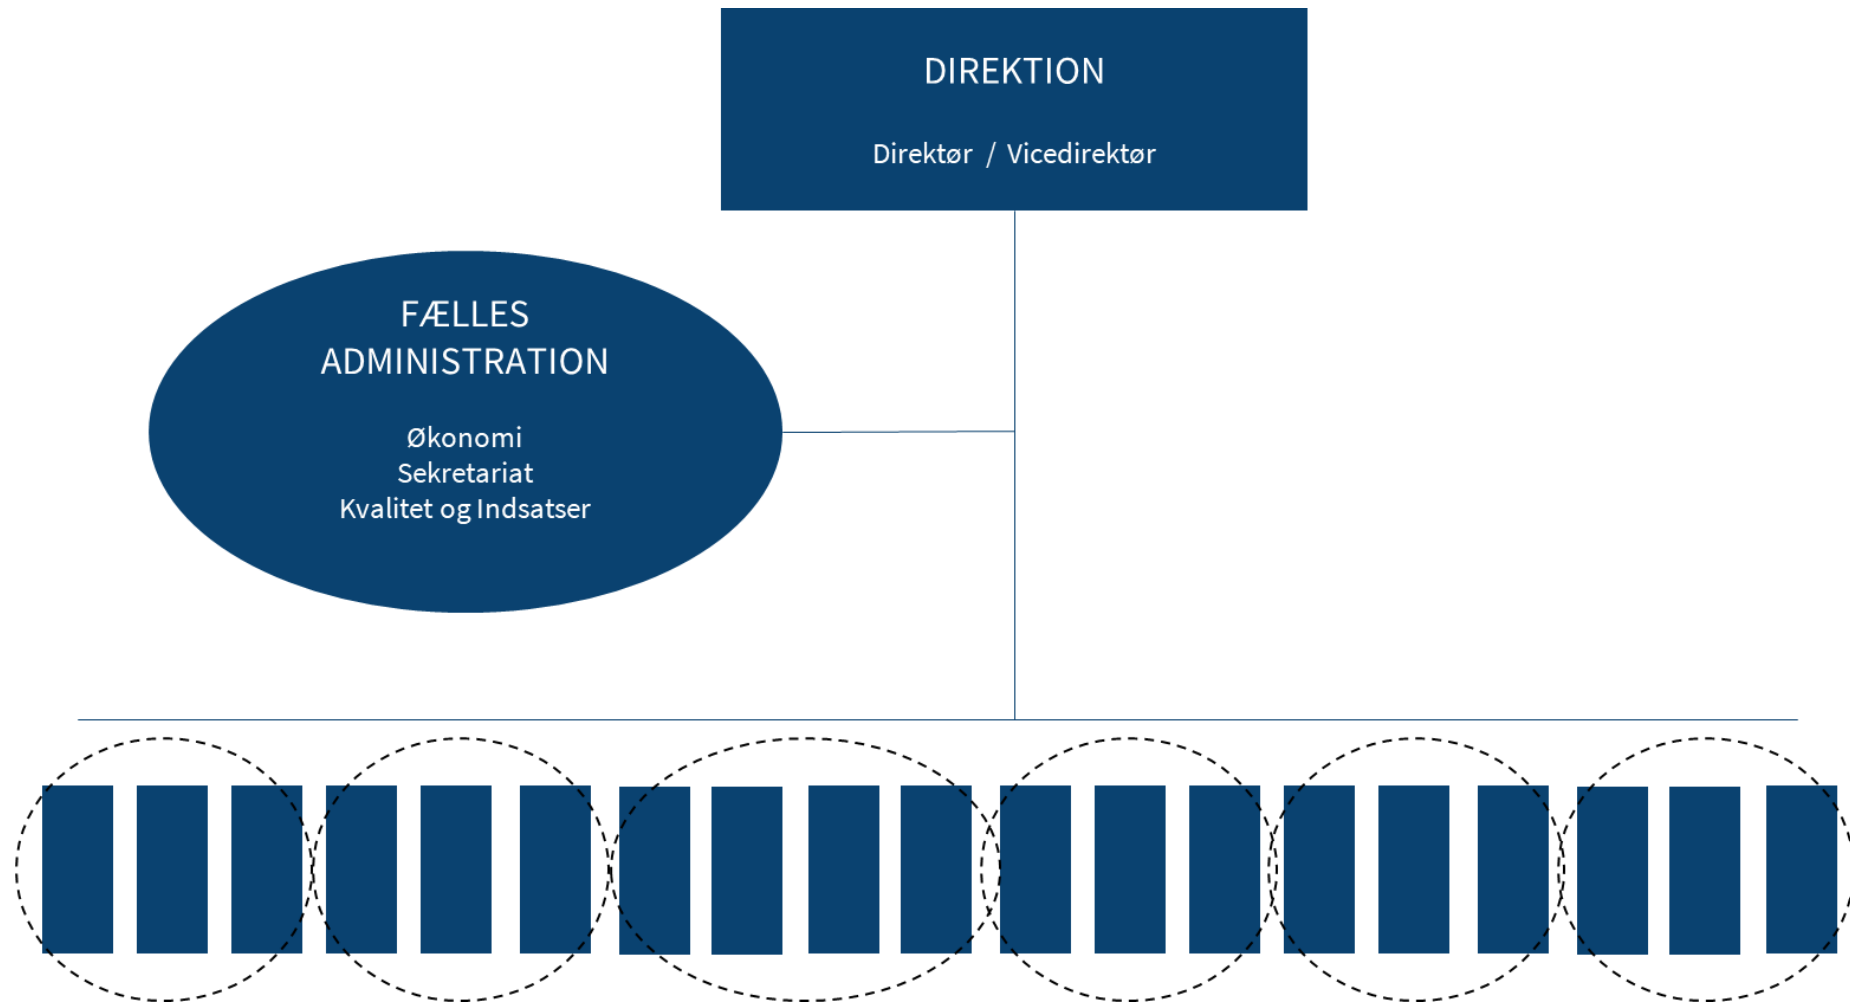 DIREKTION
Direktør / Vicedirektør
FÆLLES
ADMINISTRATION
Økonomi
Sekretariat
Kvalitet og Indsatser